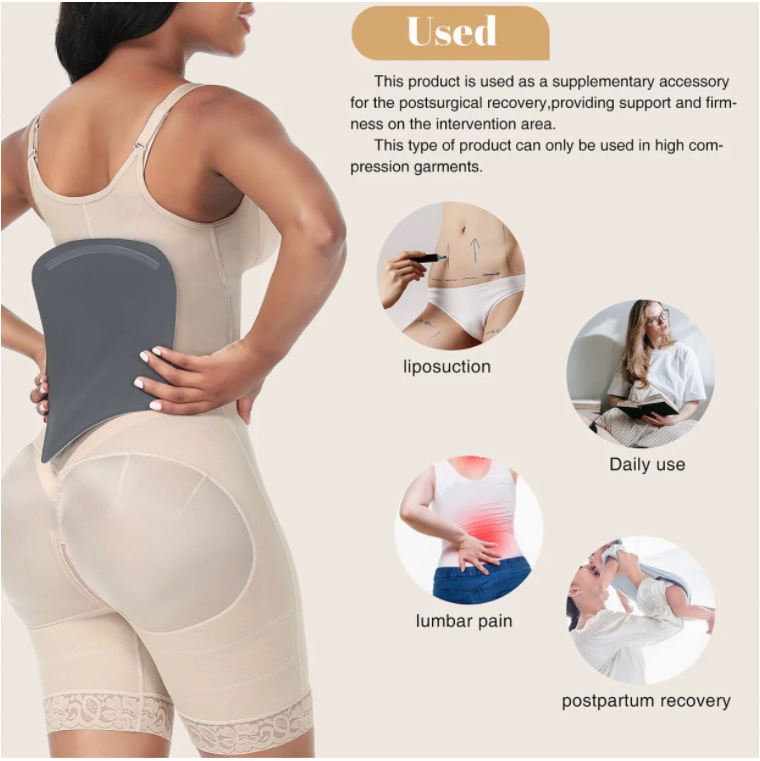 Used
This product is used as a supplementary accessory
for the postsurgical recovery,providing support and firm-
ness on the intervention area.
This type of product can only be used in high com-
pression garments.
liposuction
Daily use
lumbar pain
postpartum recovery